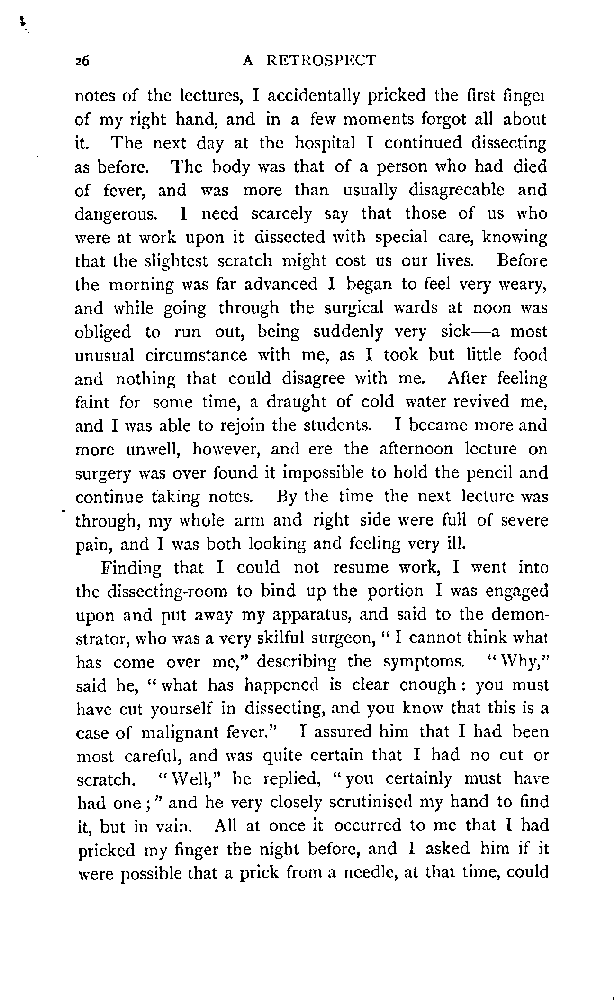 26 A RETROSPECT
notes of the lectures, I accidentally pricked the first finger
of my right hand, and in a few moments forgot all about
it. The next day at the hospital I continued dissecting
as before. The body was that of a person who had died
of fever, and was more than usually disagreeable and
dangerous. I need scarcely say that those of us who
were at work upon it dissected with special care, knowing
that the slightest scratch might cost us our lives. Before
the morning was far advanced I began to feel very weary,
and while going through the surgical wards at noon was
obliged to run out, being suddenly very sick—a most
unusual circumstance with me, as I took but little food
and nothing that could disagree with me. After feeling
faint for some time, a draught of cold water revived me,
and I was able to rejoin the students. I became more and
more unwell, however, and ere the afternoon lecture on
surgery was over found it impossible to hold the pencil and
continue taking notes. By the time the next lecture was
through, my whole arm and right side were full of severe
pain, and I was both looking and feeling very ill.
Finding that I could not resume work, I went into
the dissecting-room to bind up the portion I was engaged
upon and put away my apparatus, and said to the demon-
strator, who was a very skilful surgeon, “ I cannot think what
has come over me,” describing the symptoms. “Why,”
said he, “ what has happened is clear enough : you must
have cut yourself in dissecting, and you know that this is a
case of malignant fever.” I assured him that I had been
most careful, and was quite certain that I had no cut or
scratch. “Well,” he replied, “you certainly must have
had one ;” and he very closely scrutinised my hand to find
it, but in vain. All at once it occurred to me that I had
pricked my finger the night before, and I asked him if it
were possible that a prick from a needle, at that time, could